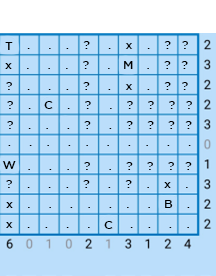 T . . . ? . x . ? ? 2
x . . . ? . M . ? ? 3
? . . . ? . x . ? ? 2
? . C . ? . ? ? ? ? 2
? . . . ? . ? ? ? ? 3
. . . . . . . . . . 0
W . . . ? . ? ? ? ? 1
? . . . ? . ? . x . 3
x . . . . . . . B . 2
x . . . . C . . . . 2
6 0 1 0 2 1 3 1 2 4